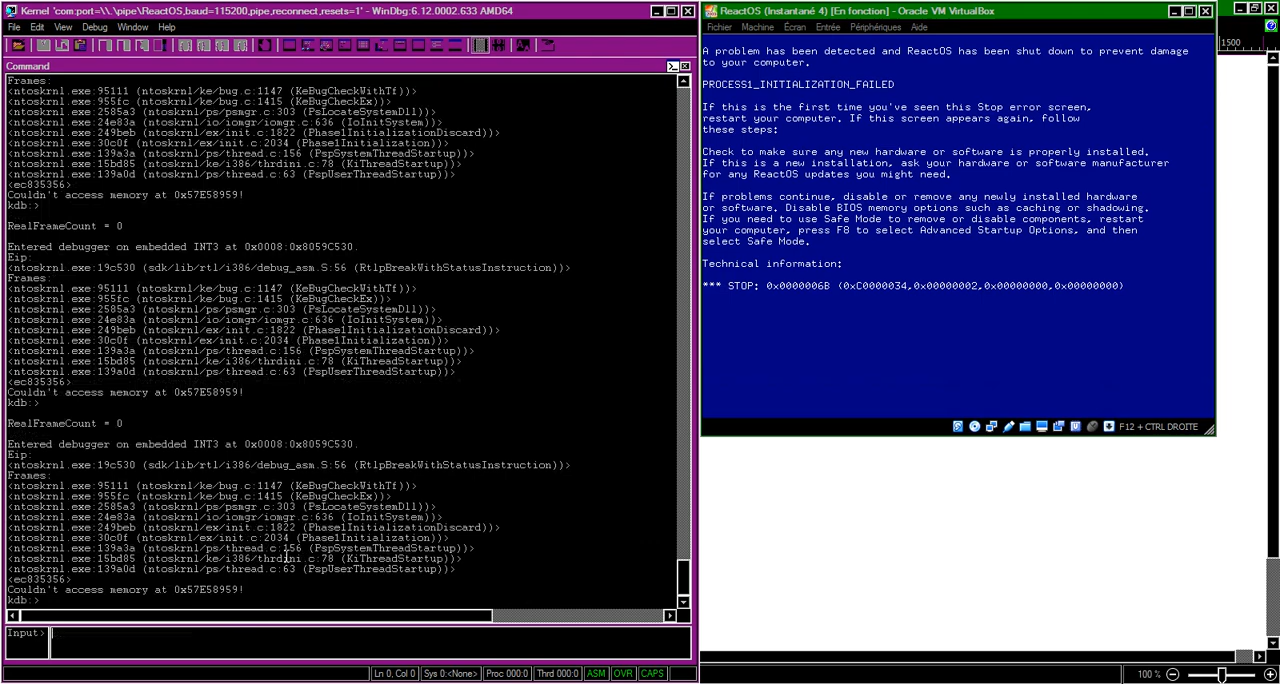 Kernel 'com:port=\\.\pipe\ReactOS,baud=115200,pipe,reconnect,resets=1' - WinDbg:6.12.0002.633 AMD64
File Edit View Debug Window Help
Command
Frames:
<ntoskrnl.exe:95111 (ntoskrnl/ke/bug.c:1147 (KeBugCheckWithTf))>
<ntoskrnl.exe:955fc (ntoskrnl/ke/bug.c:1415 (KeBugCheckEx))>
<ntoskrnl.exe:2585a3 (ntoskrnl/ps/psmgr.c:303 (PsLocateSystemDll))>
<ntoskrnl.exe:24e83a (ntoskrnl/io/iomgr/iomgr.c:636 (IoInitSystem))>
<ntoskrnl.exe:249beb (ntoskrnl/ex/init.c:1822 (Phase1InitializationDiscard))>
<ntoskrnl.exe:30c0f (ntoskrnl/ex/init.c:2034 (Phase1Initialization))>
<ntoskrnl.exe:139a3a (ntoskrnl/ps/thread.c:156 (PspSystemThreadStartup))>
<ntoskrnl.exe:15bd85 (ntoskrnl/ke/i386/thrdini.c:78 (KiThreadStartup))>
<ntoskrnl.exe:139a0d (ntoskrnl/ps/thread.c:63 (PspUserThreadStartup))>
<ec835356>
Couldn't access memory at 0x57E58959!
kdb:>
RealFrameCount = 0
Entered debugger on embedded INT3 at 0x0008:0x8059C530.
Eip:
<ntoskrnl.exe:19c530 (sdk/lib/rtl/i386/debug_asm.S:56 (RtlpBreakWithStatusInstruction))>
Frames:
<ntoskrnl.exe:95111 (ntoskrnl/ke/bug.c:1147 (KeBugCheckWithTf))>
<ntoskrnl.exe:955fc (ntoskrnl/ke/bug.c:1415 (KeBugCheckEx))>
<ntoskrnl.exe:2585a3 (ntoskrnl/ps/psmgr.c:303 (PsLocateSystemDll))>
<ntoskrnl.exe:24e83a (ntoskrnl/io/iomgr/iomgr.c:636 (IoInitSystem))>
<ntoskrnl.exe:249beb (ntoskrnl/ex/init.c:1822 (Phase1InitializationDiscard))>
<ntoskrnl.exe:30c0f (ntoskrnl/ex/init.c:2034 (Phase1Initialization))>
<ntoskrnl.exe:139a3a (ntoskrnl/ps/thread.c:156 (PspSystemThreadStartup))>
<ntoskrnl.exe:15bd85 (ntoskrnl/ke/i386/thrdini.c:78 (KiThreadStartup))>
<ntoskrnl.exe:139a0d (ntoskrnl/ps/thread.c:63 (PspUserThreadStartup))>
<ec835356>
Couldn't access memory at 0x57E58959!
kdb:>
RealFrameCount = 0
Entered debugger on embedded INT3 at 0x0008:0x8059C530.
Eip:
<ntoskrnl.exe:19c530 (sdk/lib/rtl/i386/debug_asm.S:56 (RtlpBreakWithStatusInstruction))>
Frames:
<ntoskrnl.exe:95111 (ntoskrnl/ke/bug.c:1147 (KeBugCheckWithTf))>
<ntoskrnl.exe:955fc (ntoskrnl/ke/bug.c:1415 (KeBugCheckEx))>
<ntoskrnl.exe:2585a3 (ntoskrnl/ps/psmgr.c:303 (PsLocateSystemDll))>
<ntoskrnl.exe:24e83a (ntoskrnl/io/iomgr/iomgr.c:636 (IoInitSystem))>
<ntoskrnl.exe:249beb (ntoskrnl/ex/init.c:1822 (Phase1InitializationDiscard))>
<ntoskrnl.exe:30c0f (ntoskrnl/ex/init.c:2034 (Phase1Initialization))>
<ntoskrnl.exe:139a3a (ntoskrnl/ps/thread.c:156 (PspSystemThreadStartup))>
<ntoskrnl.exe:15bd85 (ntoskrnl/ke/i386/thrdini.c:78 (KiThreadStartup))>
<ntoskrnl.exe:139a0d (ntoskrnl/ps/thread.c:63 (PspUserThreadStartup))>
<ec835356>
Couldn't access memory at 0x57E58959!
kdb:>
Input>
Ln 0, Col 0 Sys 0:<None> Proc 000:0 Thrd 000:0 ASM OVR CAPS
ReactOS (Instantané 4) [En fonction] - Oracle VM VirtualBox
Fichier Machine Écran Entrée Périphériques Aide
A problem has been detected and ReactOS has been shut down to prevent damage
to your computer.
PROCESS1_INITIALIZATION_FAILED
If this is the first time you've seen this Stop error screen,
restart your computer. If this screen appears again, follow
these steps:
Check to make sure any new hardware or software is properly installed.
If this is a new installation, ask your hardware or software manufacturer
for any ReactOS updates you might need.
If problems continue, disable or remove any newly installed hardware
or software. Disable BIOS memory options such as caching or shadowing.
If you need to use Safe Mode to remove or disable components, restart
your computer, press F8 to select Advanced Startup Options, and then
select Safe Mode.
Technical information:
*** STOP: 0x0000006B (0xC0000034,0x00000002,0x00000000,0x00000000)
F12 + CTRL DROITE
1500
100 %